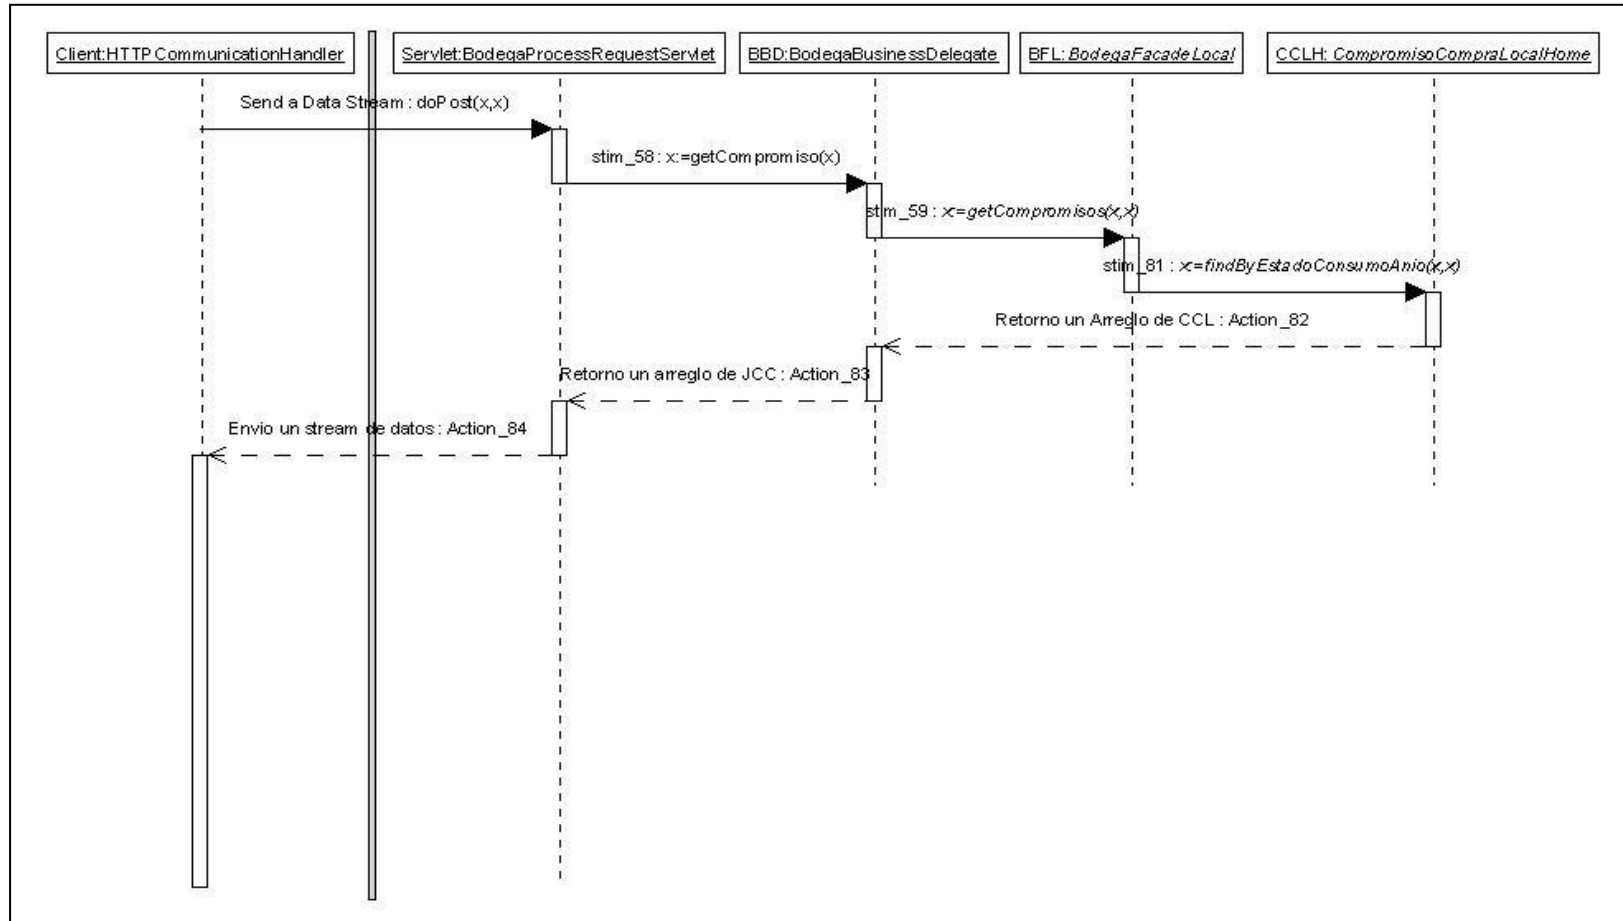 Client:HTTPCommunicationHandler
Servlet:BodegaProcessRequestServlet
BBD:BodegaBusinessDelegate
BFL:BodegaFacadeLocal
CCLH: CompromisoCompraLocalHome
Send a Data Stream : doPost(x,x)
stim_58 : x:=getCompromiso(x)
stim_59 : x:=getCompromisos(x,x)
stim_81 : x:=findByEstadoConsumoAnio(x,x)
Retorno un Arreglo de CCL : Action_82
Retorno un arreglo de JCC : Action_83
Envio un stream de datos : Action_84